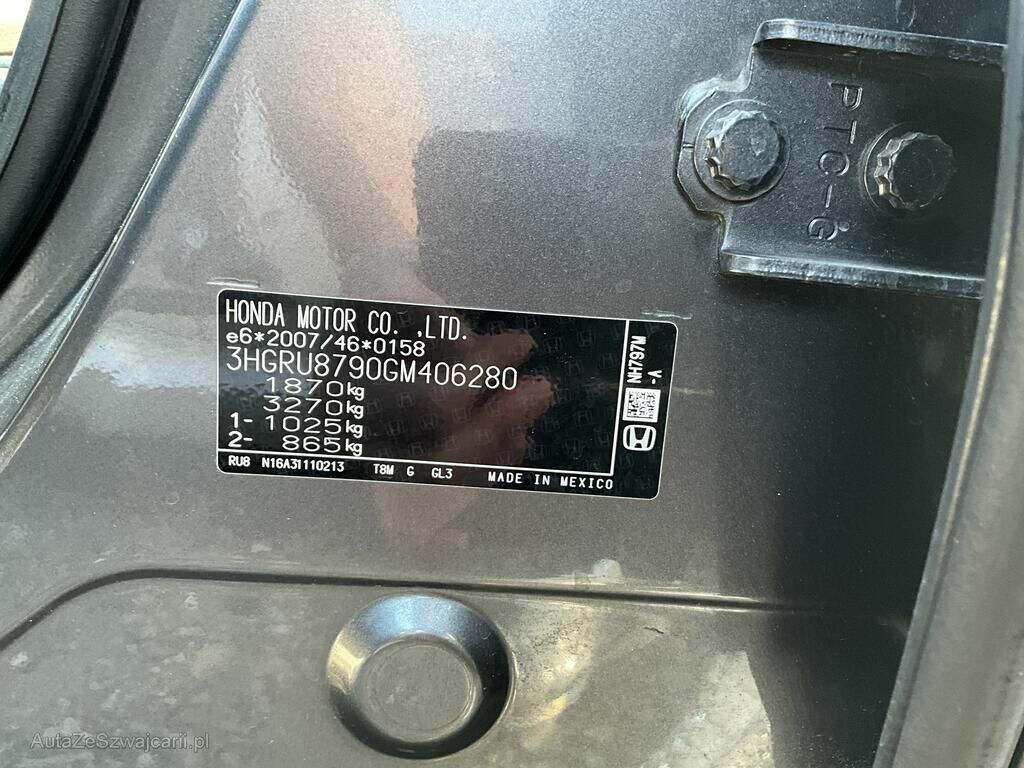 HONDA MOTOR CO. ,LTD.
e6*2007/46*0158
3HGRU8790GM406280
1870kg
3270kg
1- 1025kg
2- 865kg
RU8 N16A31110213 T8M G GL3 MADE IN MEXICO
NH797M
-A
PTC-G
AutaZeSzwajcarii.pl